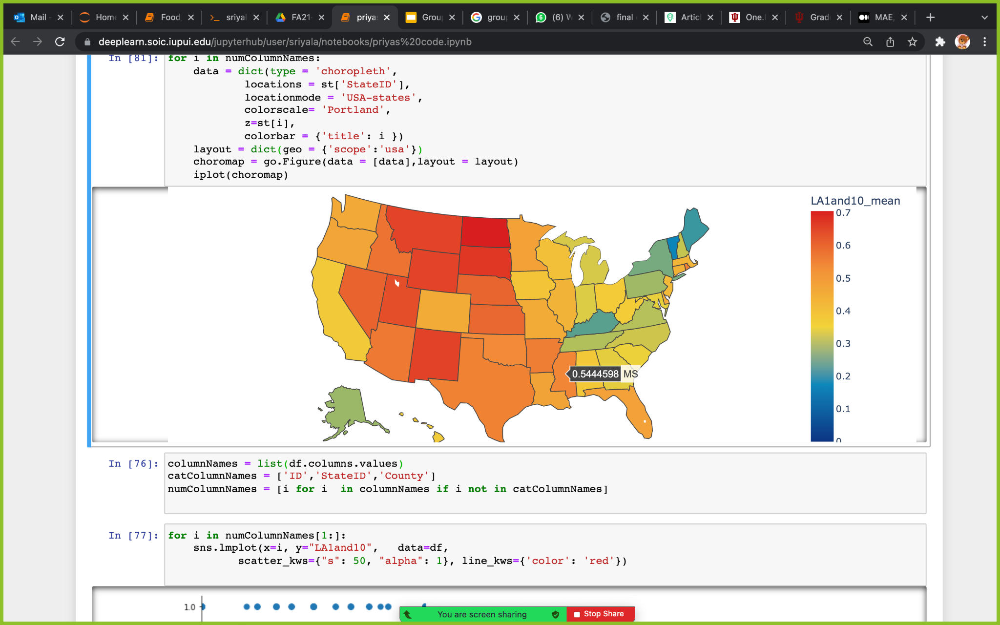 Mail
Home
Food
sriyal
FA21-
priya
Group
group
(6) W
final
Articl
One.I
Grad
MAE,
deeplearn.soic.iupui.edu/jupyterhub/user/sriyala/notebooks/priyas%20code.ipynb
In [81]: for i in numColumnNames:
data = dict(type = 'choropleth',
locations = st['StateID'],
locationmode = 'USA-states',
colorscale= 'Portland',
z=st[i],
colorbar = {'title': i })
layout = dict(geo = {'scope':'usa'})
choromap = go.Figure(data = [data],layout = layout)
iplot(choromap)
LA1and10_mean
0.7
0.6
0.5
0.4
0.3
0.2
0.1
0
0.5444598 MS
In [76]: columnNames = list(df.columns.values)
catColumnNames = ['ID','StateID','County']
numColumnNames = [i for i  in columnNames if i not in catColumnNames]
In [77]: for i in numColumnNames[1:]:
sns.lmplot(x=i, y="LA1and10",   data=df,
scatter_kws={"s": 50, "alpha": 1}, line_kws={'color': 'red'})
1.0
You are screen sharing
Stop Share